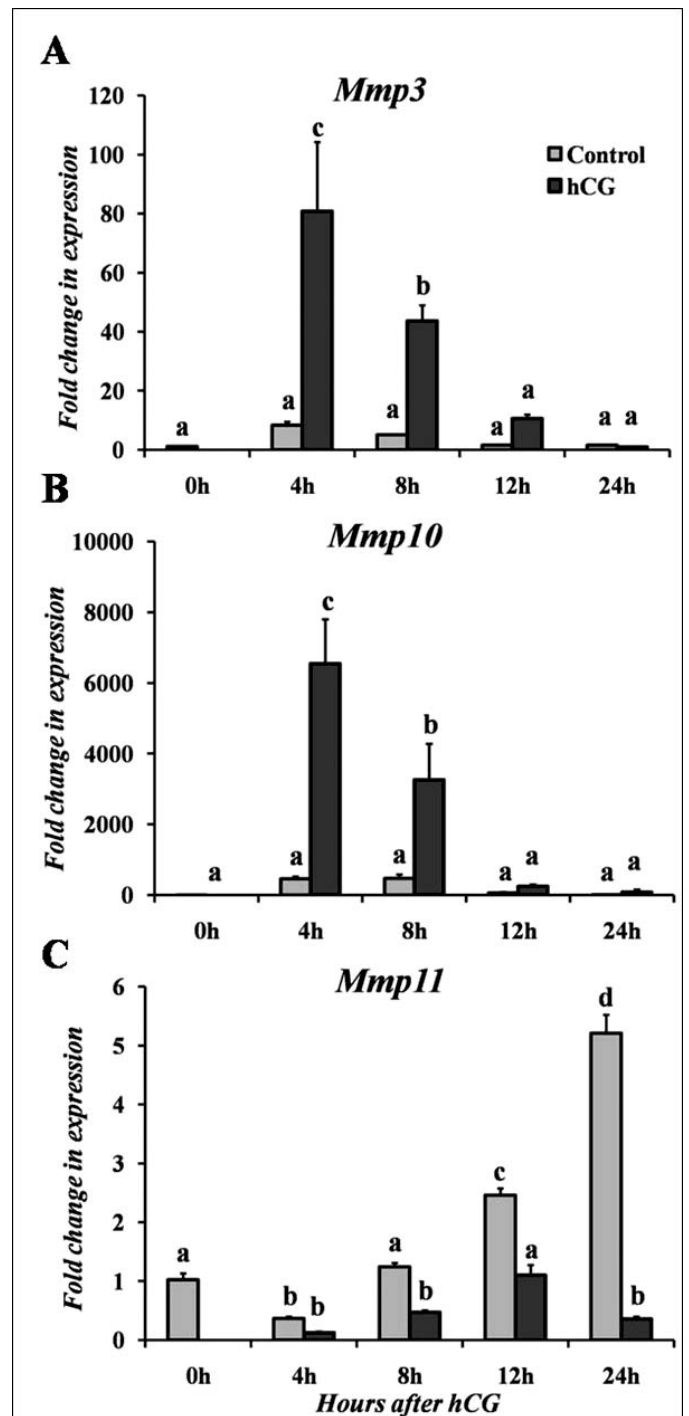 A
Mmp3
120
100
80
60
40
20
0
Fold change in expression
Control
hCG
a
a
c
a
b
a
a
a
a
0h 4h 8h 12h 24h
B
Mmp10
10000
8000
6000
4000
2000
0
Fold change in expression
a
a
c
a
b
a
a
a
a
0h 4h 8h 12h 24h
C
Mmp11
6
5
4
3
2
1
0
Fold change in expression
a
b
b
a
b
c
a
d
b
0h 4h 8h 12h 24h
Hours after hCG